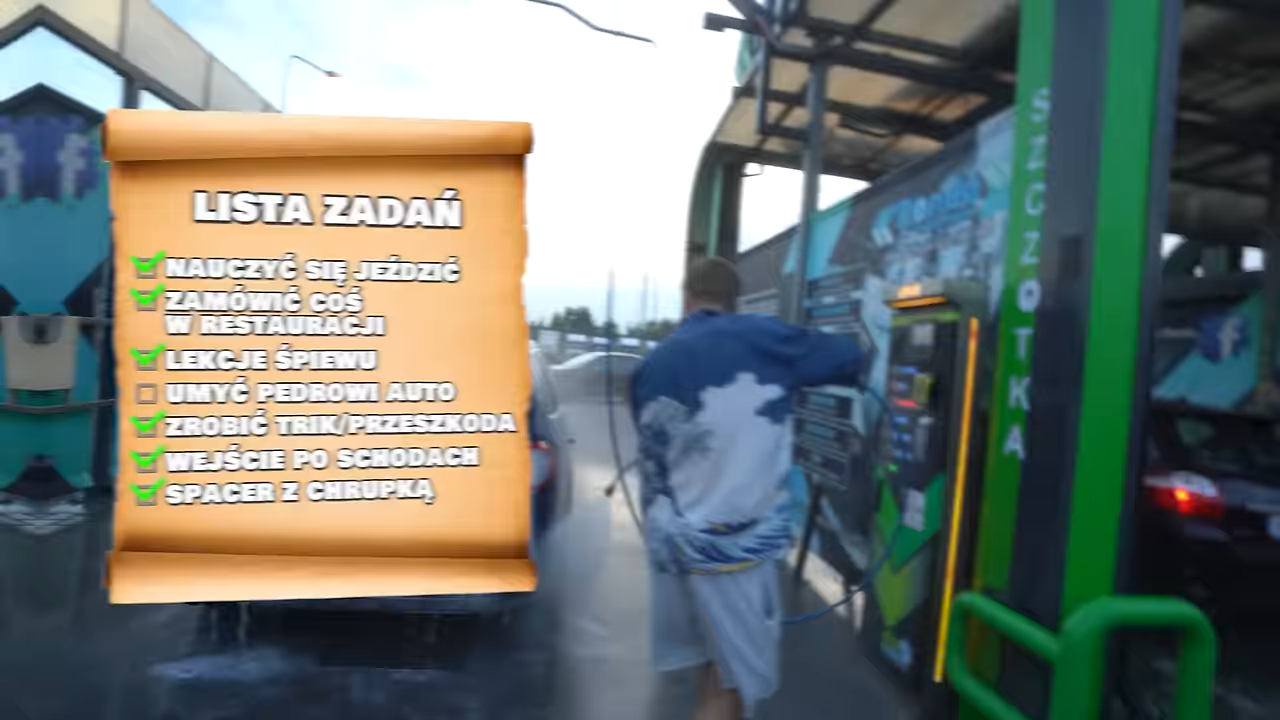 LISTA ZADAŃ
NAUCZYĆ SIĘ JEŹDZIĆ
ZAMÓWIĆ COŚ
W RESTAURACJI
LEKCJE ŚPIEWU
UMYĆ PEDROWI AUTO
ZROBIĆ TRIK/PRZESZKODA
WEJŚCIE PO SCHODACH
SPACER Z CHRUPKĄ
SZCZOTKA